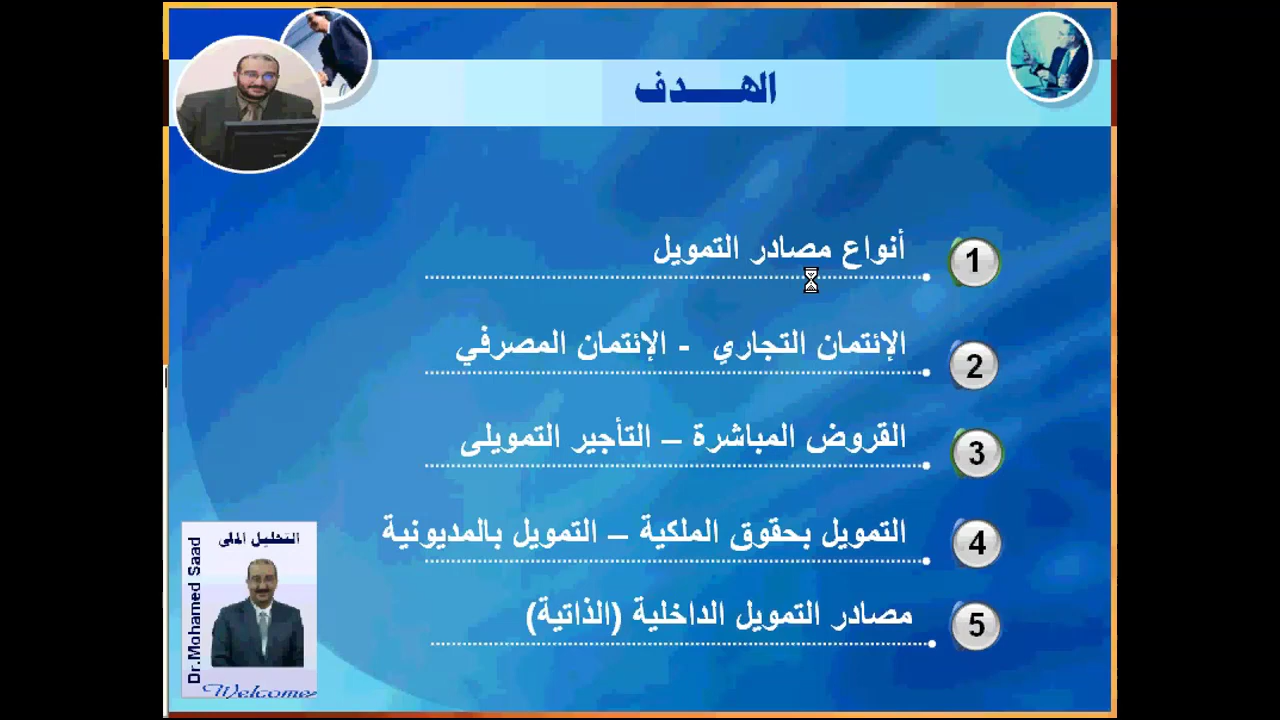 الهــــدف
1 أنواع مصادر التمويل
2 الإئتمان التجاري - الإئتمان المصرفي
3 القروض المباشرة – التأجير التمويلى
4 التمويل بحقوق الملكية – التمويل بالمديونية
5 مصادر التمويل الداخلية (الذاتية)
التحليل المالى
Dr.Mohamed Saad
Welcome